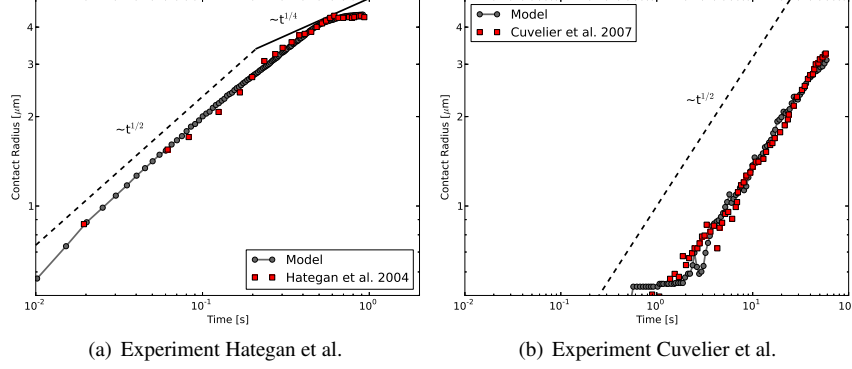 4
3
2
1
Contact Radius [μm]
~t^1/2
~t^1/4
Model
Hategan et al. 2004
10^-2
10^-1
10^0
Time [s]
(a) Experiment Hategan et al.
4
3
2
1
Contact Radius [μm]
Model
Cuvelier et al. 2007
~t^1/2
10^-2
10^-1
10^0
10^1
Time [s]
(b) Experiment Cuvelier et al.